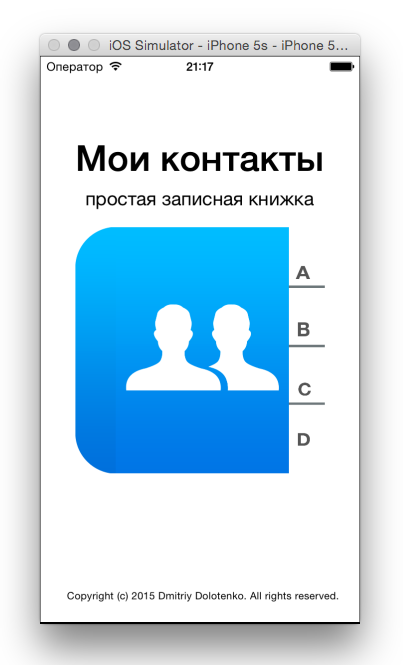 iOS Simulator - iPhone 5s - iPhone 5...
Оператор 21:17
Мои контакты
простая записная книжка
A
B
C
D
Copyright (c) 2015 Dmitriy Dolotenko. All rights reserved.